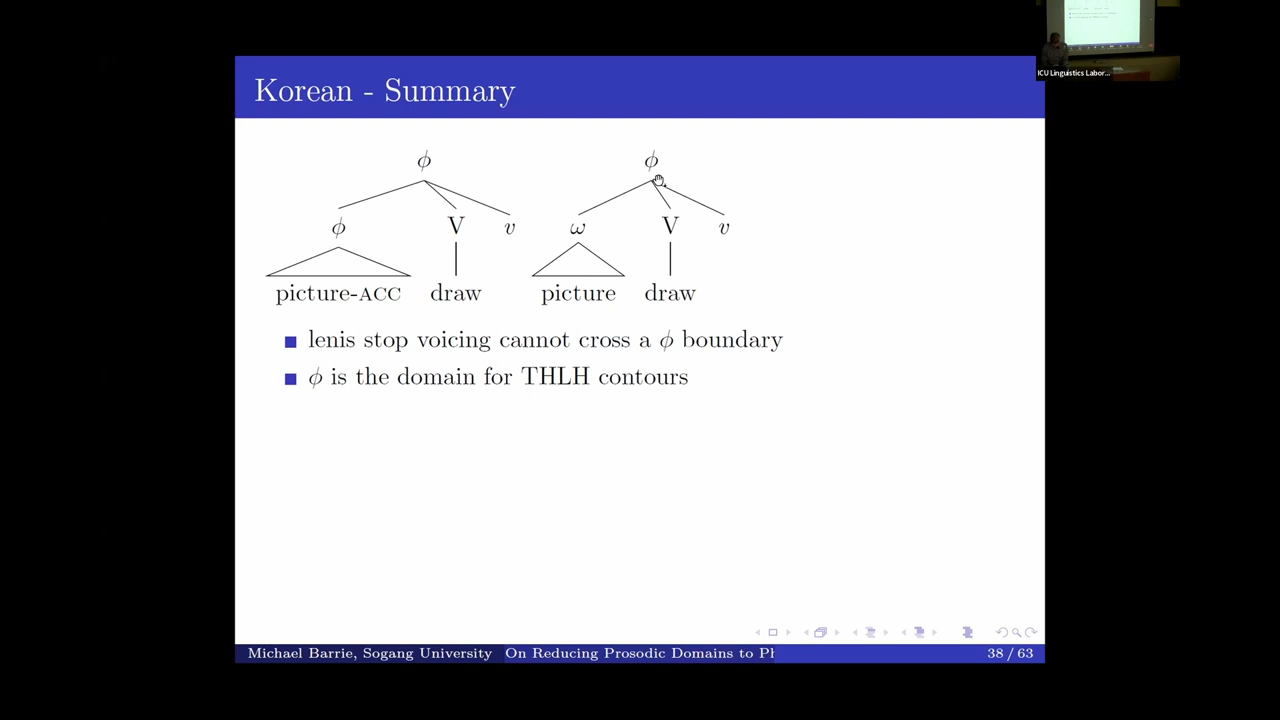 ICU Linguistics Labor...
Korean - Summary
ϕ ϕ
ϕ V v ω V v
picture-ACC draw picture draw
lenis stop voicing cannot cross a ϕ boundary
ϕ is the domain for THLH contours
Michael Barrie, Sogang University On Reducing Prosodic Domains to Ph 38 / 63